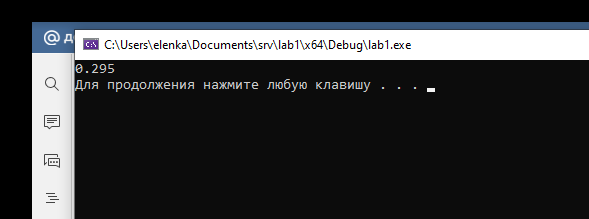 C:\Users\elenka\Documents\srv\lab1\x64\Debug\lab1.exe
0.295
Для продолжения нажмите любую клавишу . . .